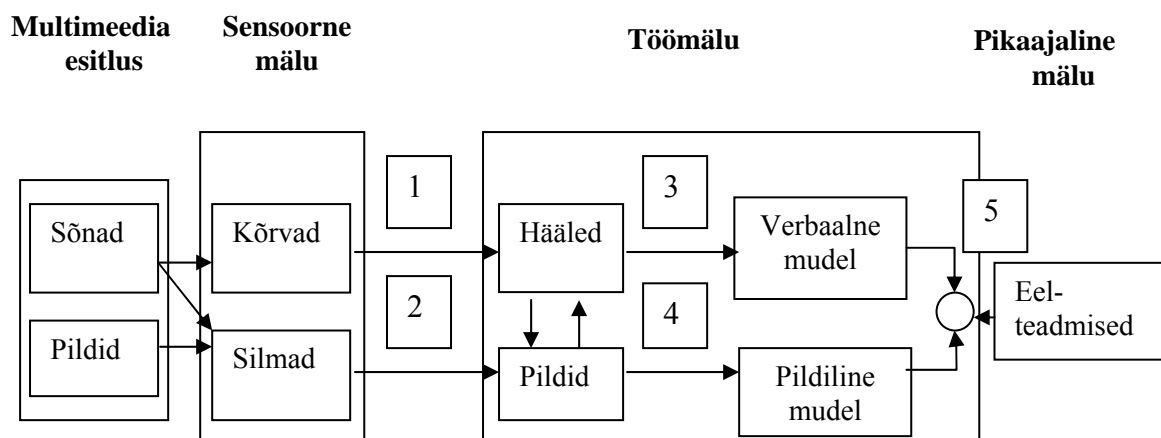 Multimeedia
esitlus
Sensoorne
mälu
Töömälu
Pikaajaline
mälu
1
3
5
Sõnad
Kõrvad
Hääled
Verbaalne
mudel
2
4
Eel-
teadmised
Pildid
Silmad
Pildid
Pildiline
mudel